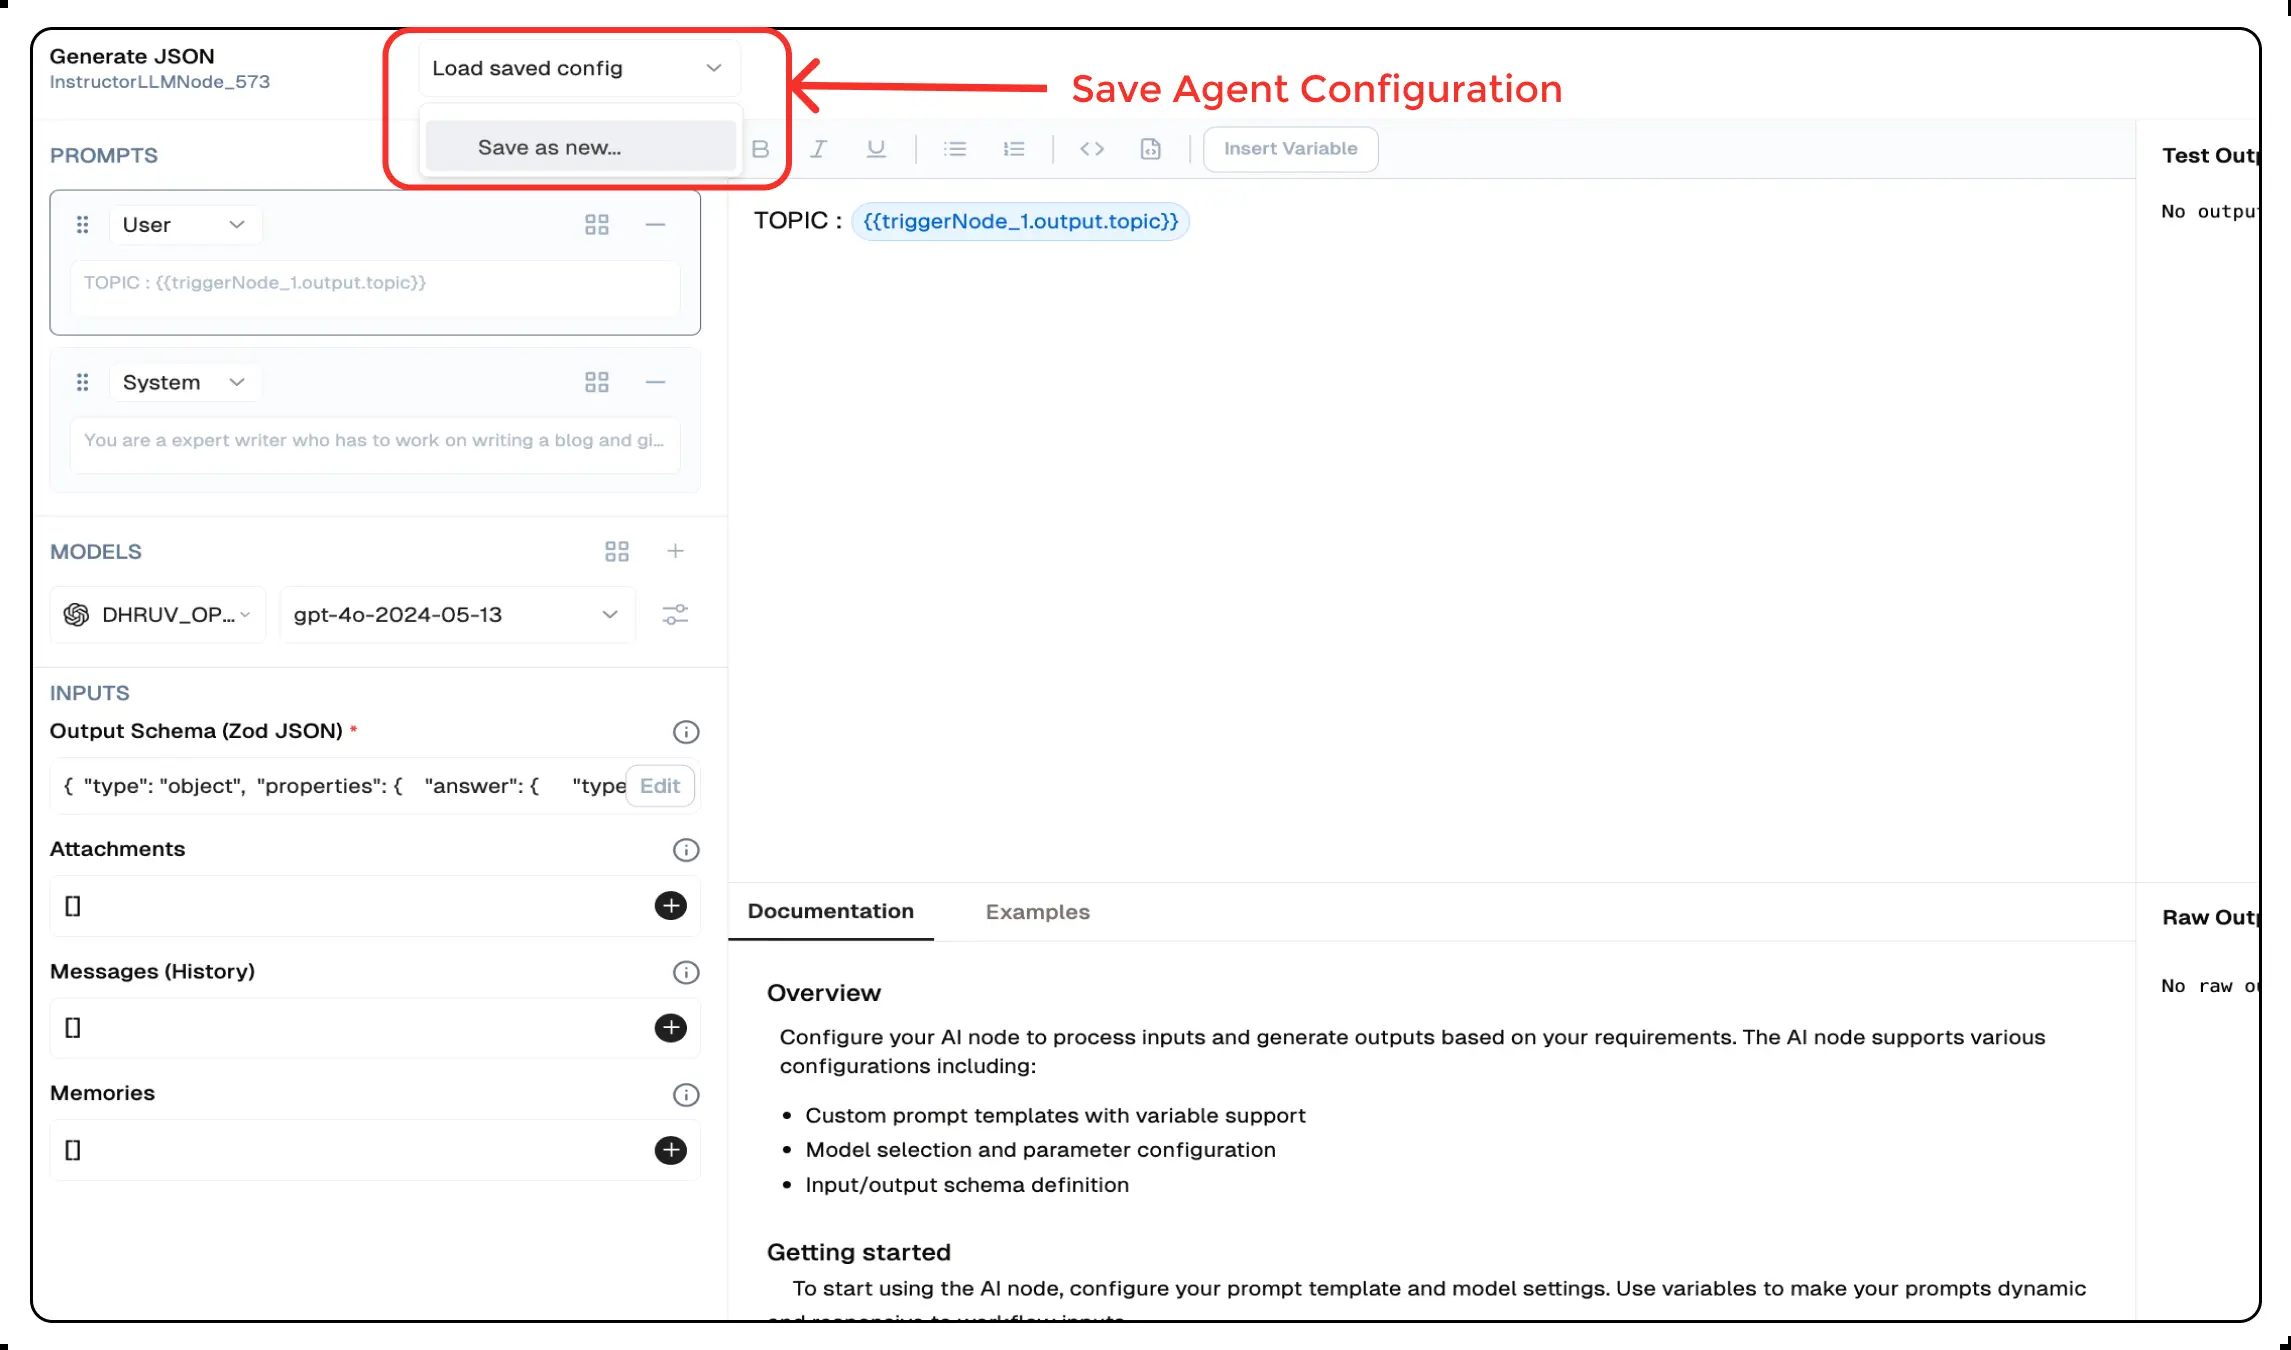 Generate JSON
InstructorLLMNode_573
Load saved config
Save as new...
Save Agent Configuration
PROMPTS
User
TOPIC : {{triggerNode_1.output.topic}}
System
You are a expert writer who has to work on writing a blog and gi...
MODELS
DHRUV_OP...
gpt-4o-2024-05-13
INPUTS
Output Schema (Zod JSON) *
{ "type": "object", "properties": { "answer": { "type
Edit
Attachments
[]
Messages (History)
[]
Memories
[]
B I U
Insert Variable
TOPIC : {{triggerNode_1.output.topic}}
Documentation
Examples
Overview
Configure your AI node to process inputs and generate outputs based on your requirements. The AI node supports various
configurations including:
• Custom prompt templates with variable support
• Model selection and parameter configuration
• Input/output schema definition
Getting started
To start using the AI node, configure your prompt template and model settings. Use variables to make your prompts dynamic
and responsive to workflow inputs
Test Outp
No outpu
Raw Outp
No raw